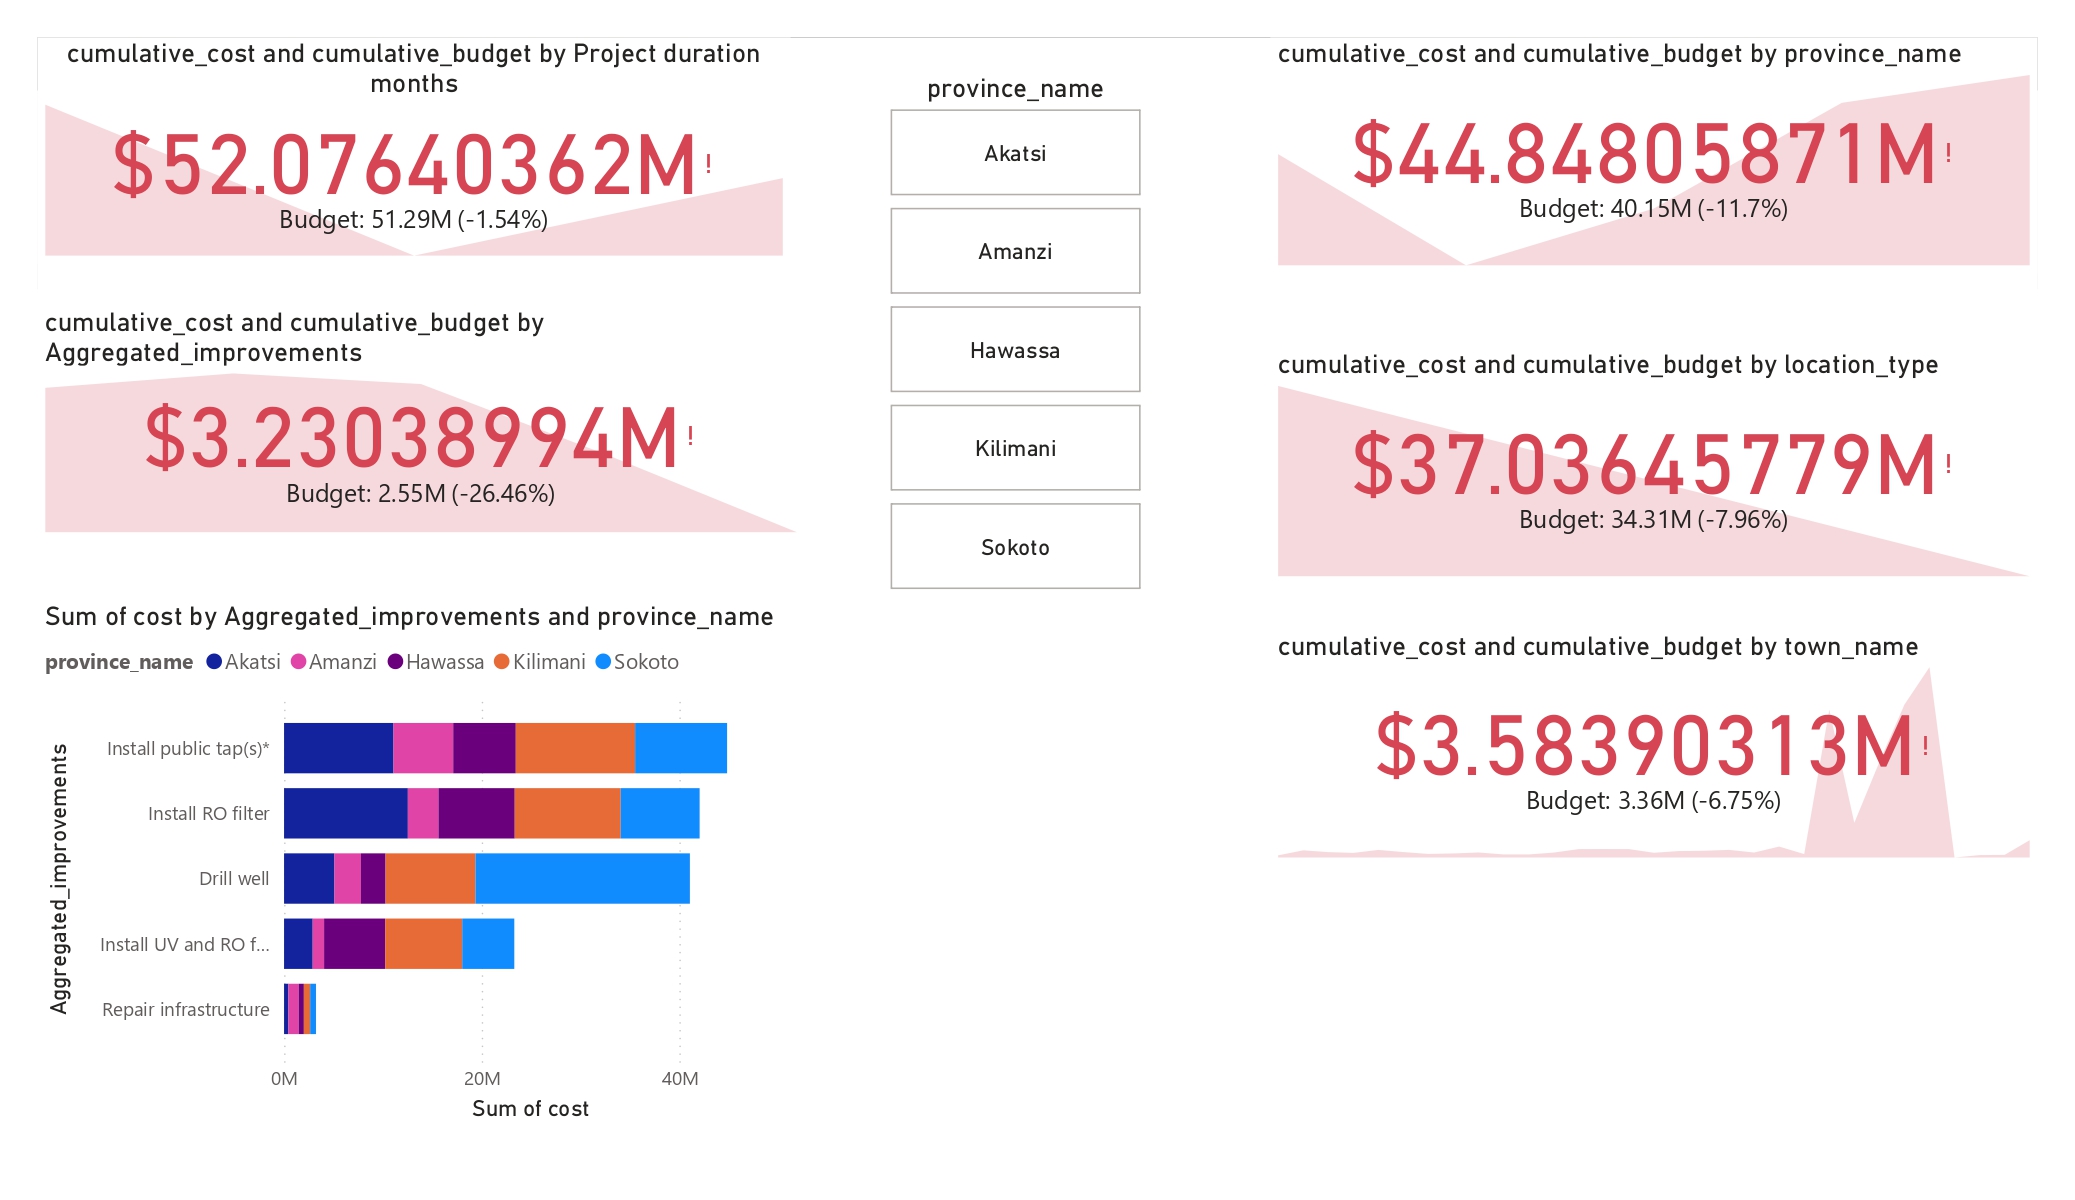 cumulative_cost and cumulative_budget by Project duration
months
$52.07640362M!
Budget: 51.29M (-1.54%)
cumulative_cost and cumulative_budget by
Aggregated_improvements
$3.23038994M!
Budget: 2.55M (-26.46%)
Sum of cost by Aggregated_improvements and province_name
province_name Akatsi Amanzi Hawassa Kilimani Sokoto
Aggregated_improvements
Install public tap(s)*
Install RO filter
Drill well
Install UV and RO f...
Repair infrastructure
0M 20M 40M
Sum of cost
province_name
Akatsi
Amanzi
Hawassa
Kilimani
Sokoto
cumulative_cost and cumulative_budget by province_name
$44.84805871M!
Budget: 40.15M (-11.7%)
cumulative_cost and cumulative_budget by location_type
$37.03645779M!
Budget: 34.31M (-7.96%)
cumulative_cost and cumulative_budget by town_name
$3.58390313M!
Budget: 3.36M (-6.75%)